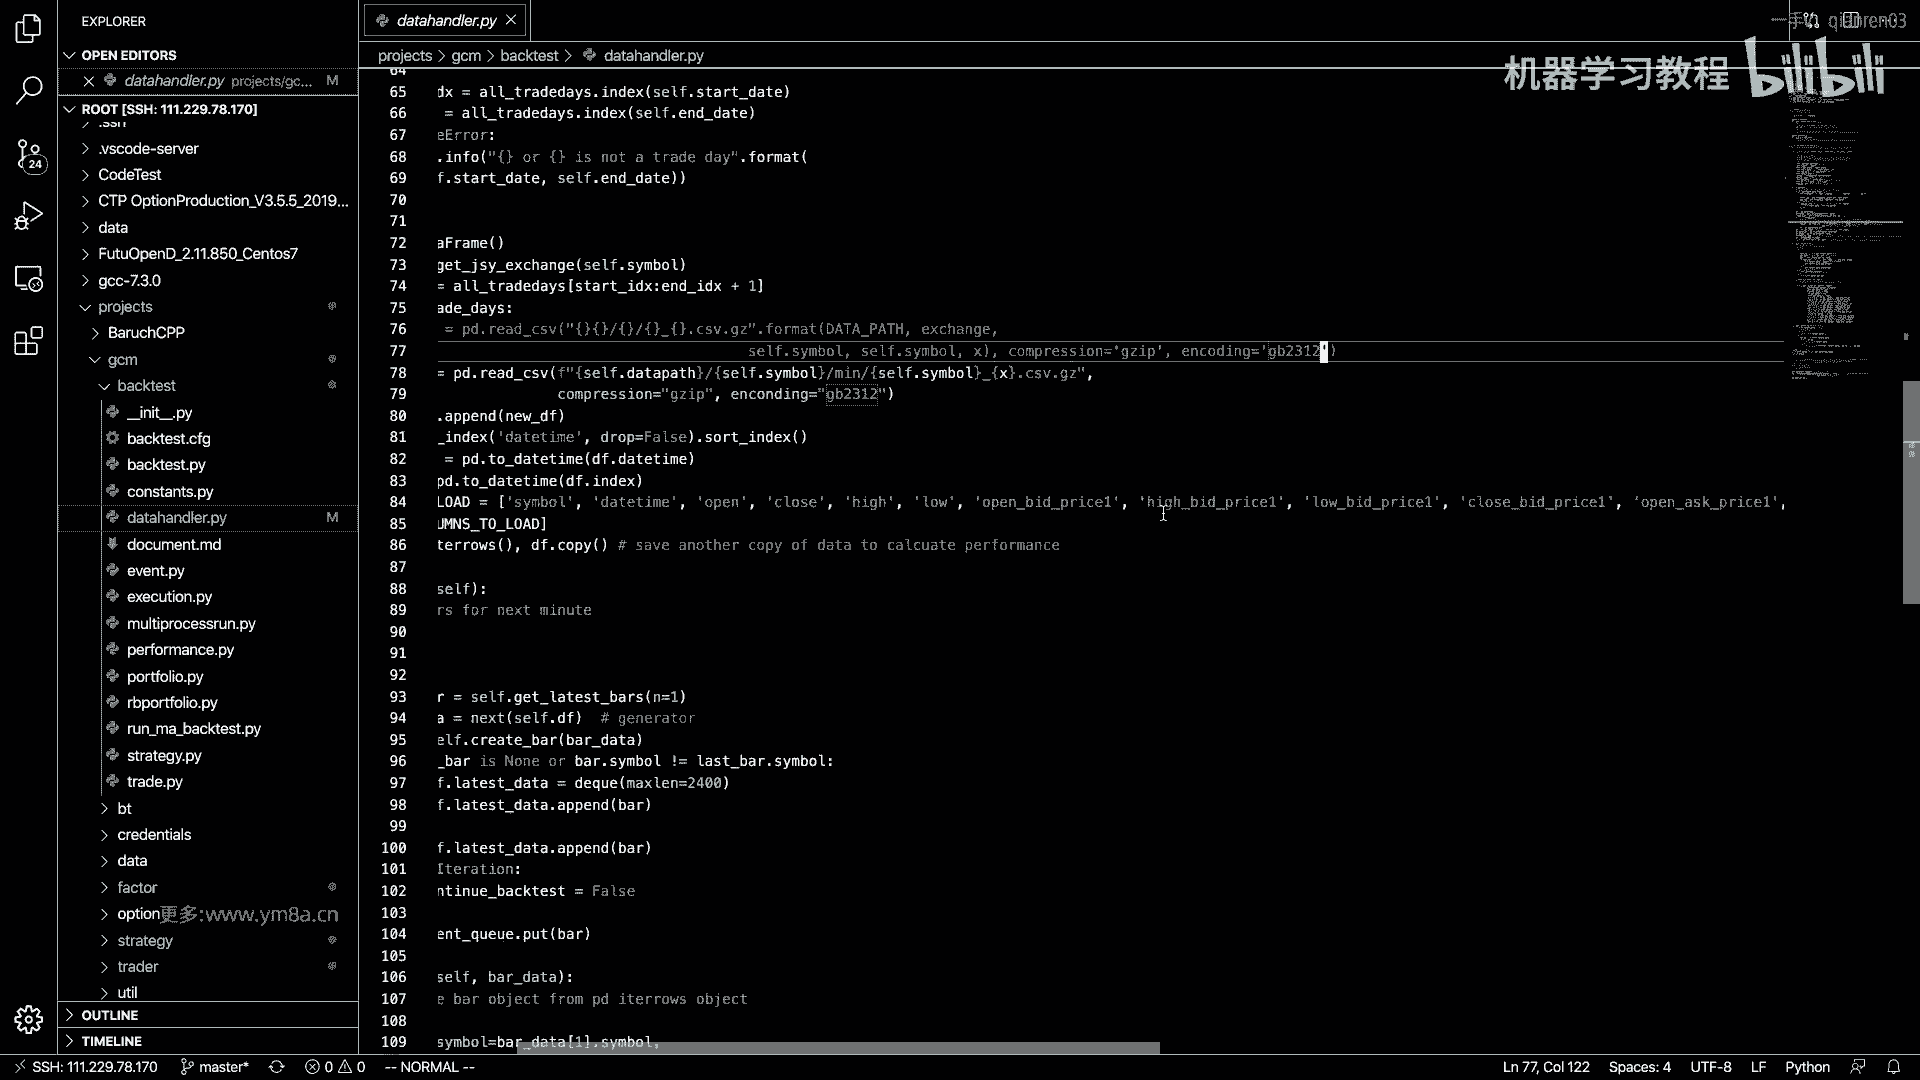 EXPLORER
OPEN EDITORS
datahandler.py projects/gc... M
ROOT [SSH: 111.229.78.170]
.ssh
.vscode-server
CodeTest
CTP OptionProduction_V3.5.5_2019...
data
FutuOpenD_2.11.850_Centos7
gcc-7.3.0
projects
BaruchCPP
gcm
backtest
__init__.py
backtest.cfg
backtest.py
constants.py
datahandler.py M
document.md
event.py
execution.py
multiprocessrun.py
performance.py
portfolio.py
rbportfolio.py
run_ma_backtest.py
strategy.py
trade.py
bt
credentials
data
factor
option
更多:www.ym8a.cn
strategy
trader
util
OUTLINE
TIMELINE
24
datahandler.py
qianren03
机器学习教程 bilibili
projects > gcm > backtest > datahandler.py
64
65 dx = all_tradedays.index(self.start_date)
66 = all_tradedays.index(self.end_date)
67 eError:
68 .info("{} or {} is not a trade day".format(
69 f.start_date, self.end_date))
70
71
72 aFrame()
73 get_jsy_exchange(self.symbol)
74 = all_tradedays[start_idx:end_idx + 1]
75 ade_days:
76 = pd.read_csv("{}{}/{}/{}_{}.csv.gz".format(DATA_PATH, exchange,
77 self.symbol, self.symbol, x), compression='gzip', encoding='gb2312')
78 = pd.read_csv(f"{self.datapath}/{self.symbol}/min/{self.symbol}_{x}.csv.gz",
79 compression="gzip", enconding="gb2312")
80 .append(new_df)
81 _index('datetime', drop=False).sort_index()
82 = pd.to_datetime(df.datetime)
83 pd.to_datetime(df.index)
84 LOAD = ['symbol', 'datetime', 'open', 'close', 'high', 'low', 'open_bid_price1', 'high_bid_price1', 'low_bid_price1', 'close_bid_price1', 'open_ask_price1',
85 UMNS_TO_LOAD]
86 terrows(), df.copy() # save another copy of data to calcuate performance
87
88 self):
89 rs for next minute
90
91
92
93 r = self.get_latest_bars(n=1)
94 a = next(self.df)  # generator
95 elf.create_bar(bar_data)
96 _bar is None or bar.symbol != last_bar.symbol:
97 f.latest_data = deque(maxlen=2400)
98 f.latest_data.append(bar)
99
100 f.latest_data.append(bar)
101 Iteration:
102 ntinue_backtest = False
103
104 ent_queue.put(bar)
105
106 self, bar_data):
107 e bar object from pd iterrows object
108
109 symbol=bar_data[1].symbol,
SSH: 111.229.78.170 master* 0 0 -- NORMAL -- Ln 77, Col 122 Spaces: 4 UTF-8 LF Python